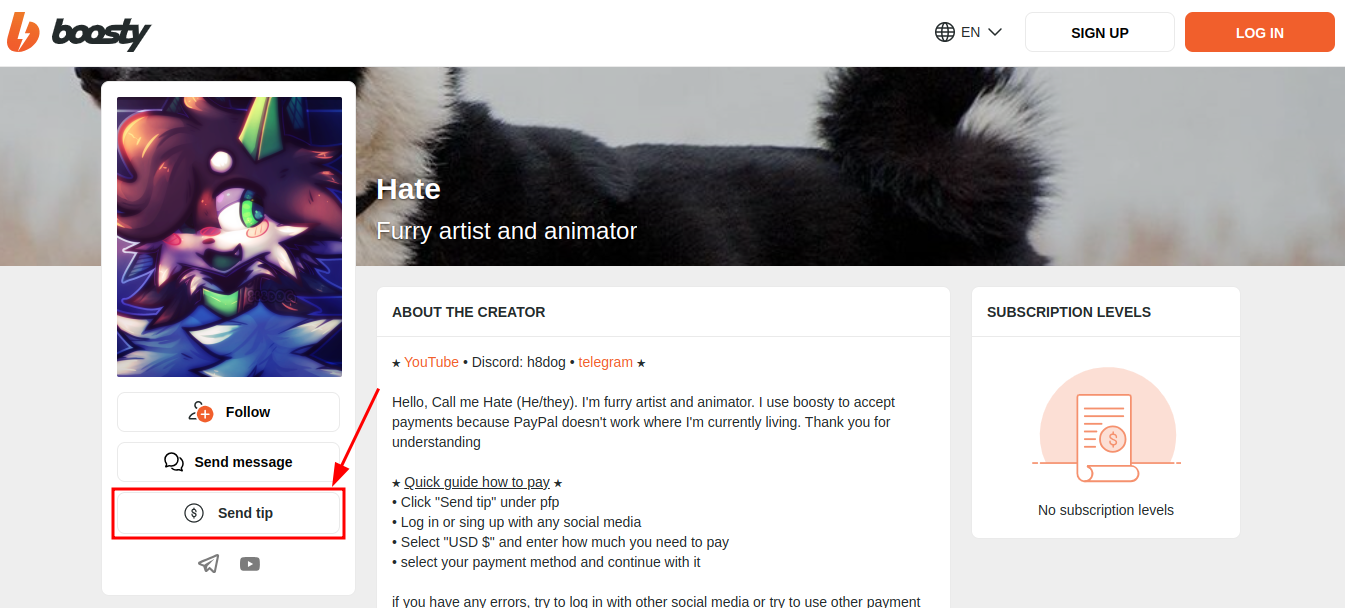 boosty
EN
SIGN UP
LOG IN
Hate
Furry artist and animator
Follow
Send message
Send tip
ABOUT THE CREATOR
★ YouTube • Discord: h8dog • telegram ★
Hello, Call me Hate (He/they). I'm furry artist and animator. I use boosty to accept
payments because PayPal doesn't work where I'm currently living. Thank you for
understanding
★ Quick guide how to pay ★
• Click "Send tip" under pfp
• Log in or sing up with any social media
• Select "USD $" and enter how much you need to pay
• select your payment method and continue with it
if you have any errors, try to log in with other social media or try to use other payment
SUBSCRIPTION LEVELS
$
No subscription levels